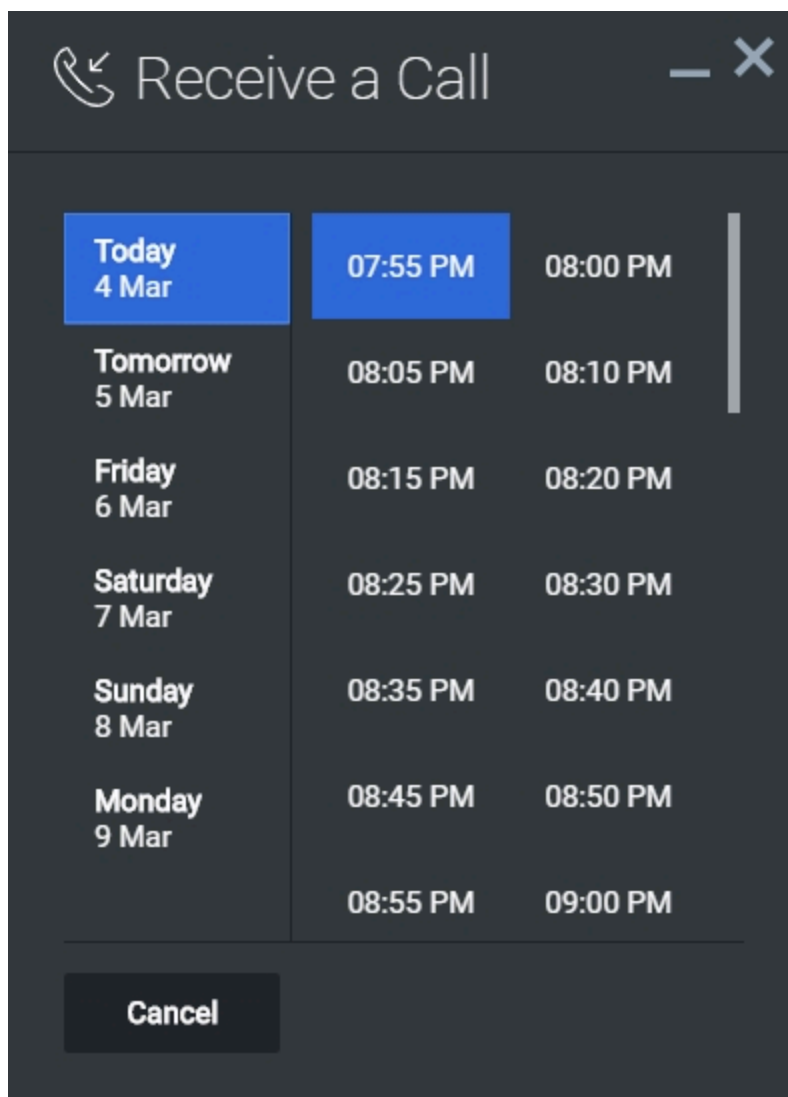 Receive a Call
Today
4 Mar
Tomorrow
5 Mar
Friday
6 Mar
Saturday
7 Mar
Sunday
8 Mar
Monday
9 Mar
07:55 PM 08:00 PM
08:05 PM 08:10 PM
08:15 PM 08:20 PM
08:25 PM 08:30 PM
08:35 PM 08:40 PM
08:45 PM 08:50 PM
08:55 PM 09:00 PM
Cancel